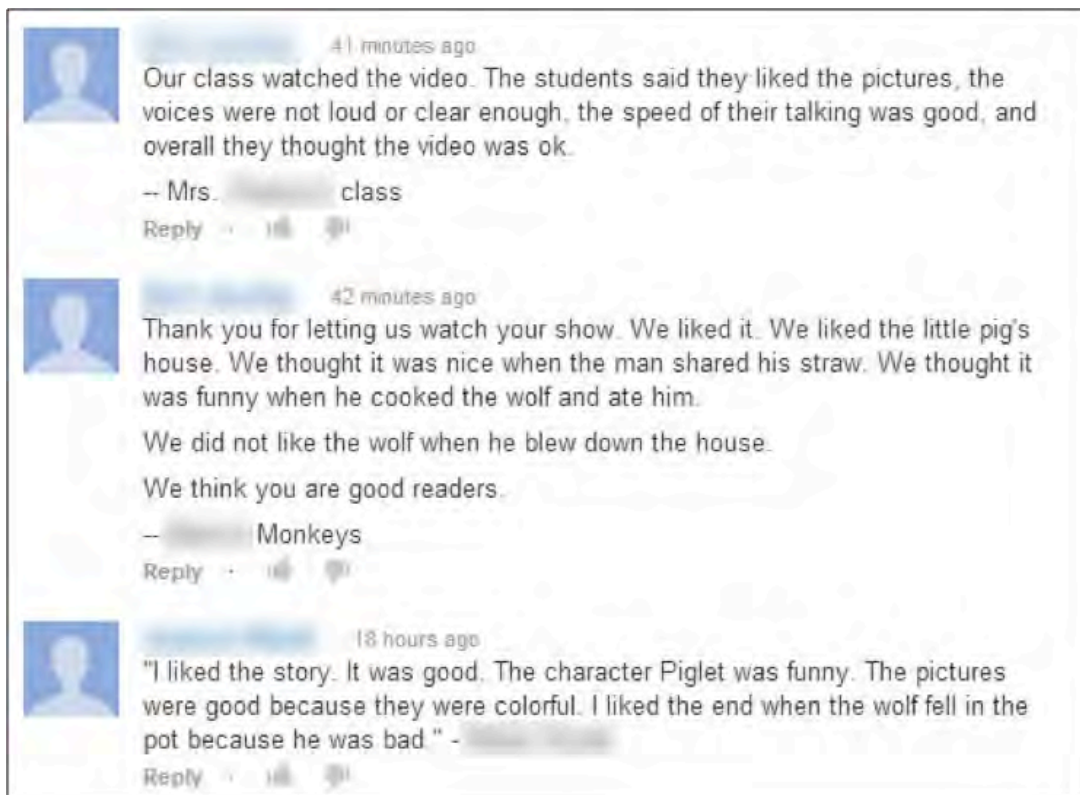 41 minutes ago
Our class watched the video. The students said they liked the pictures, the
voices were not loud or clear enough, the speed of their talking was good, and
overall they thought the video was ok.
-- Mrs. class
Reply ·
42 minutes ago
Thank you for letting us watch your show. We liked it. We liked the little pig's
house. We thought it was nice when the man shared his straw. We thought it
was funny when he cooked the wolf and ate him.
We did not like the wolf when he blew down the house.
We think you are good readers.
-- Monkeys
Reply ·
18 hours ago
"I liked the story. It was good. The character Piglet was funny. The pictures
were good because they were colorful. I liked the end when the wolf fell in the
pot because he was bad." -
Reply ·